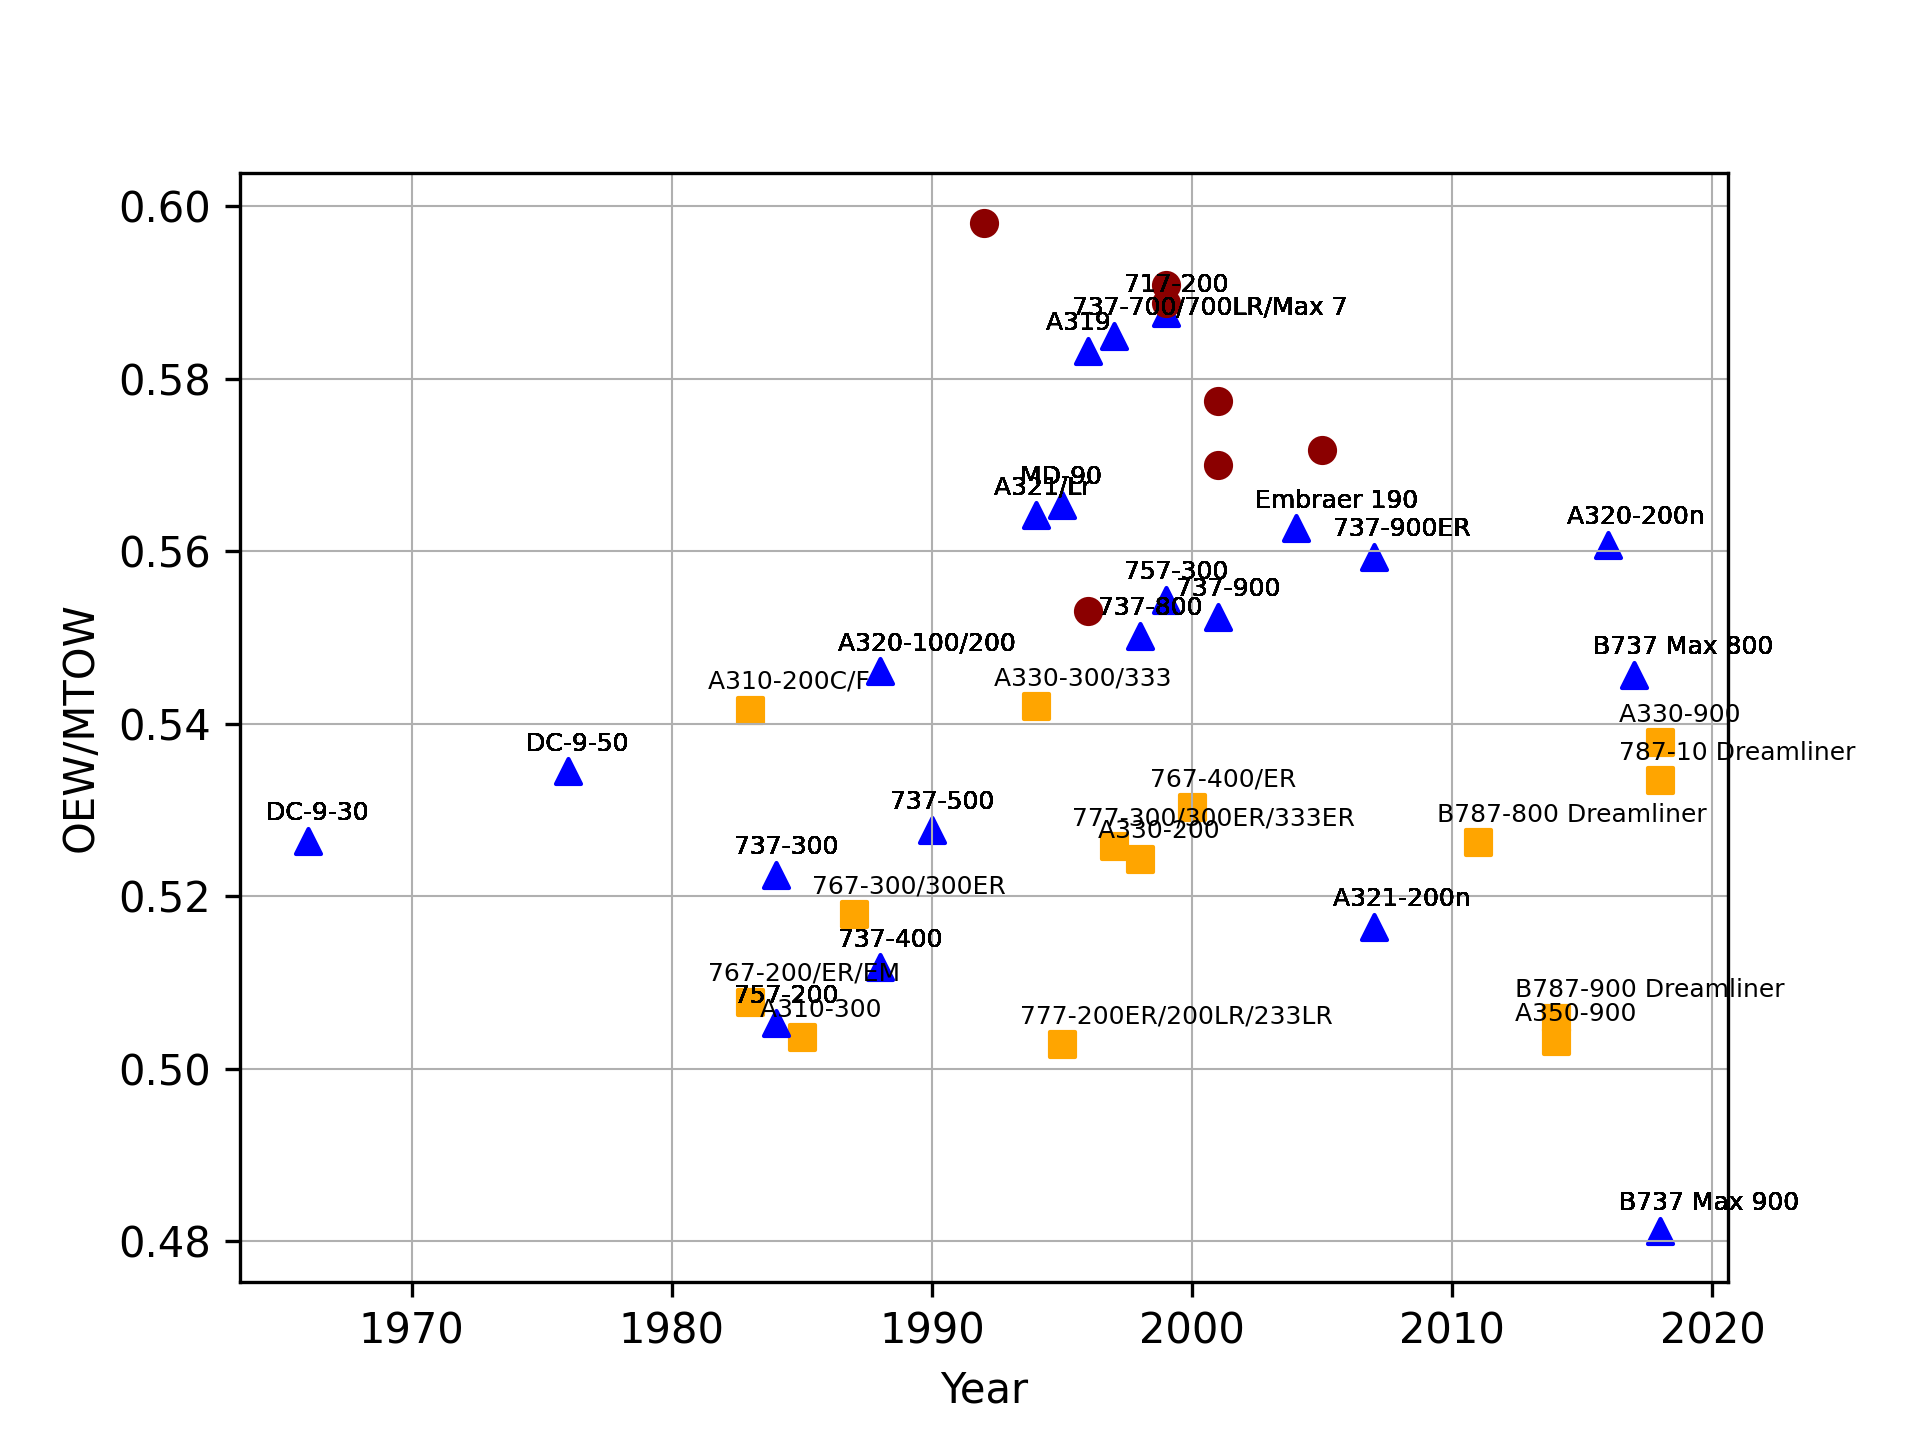 0.60
717-200
737-700/700LR/Max 7
A319
0.58
MD-90
A321/Lr
Embraer 190
A320-200n
737-900ER
0.56
757-300
737-900
737-800
A320-100/200
B737 Max 800
A310-200C/F
A330-300/333
A330-900
0.54
DC-9-50
787-10 Dreamliner
767-400/ER
737-500
DC-9-30
B787-800 Dreamliner
777-300/300ER/333ER
A330-200
737-300
767-300/300ER
0.52
A321-200n
737-400
767-200/ER/EM
757-200
B787-900 Dreamliner
A310-300
777-200ER/200LR/233LR
A350-900
0.50
B737 Max 900
0.48
OEW/MTOW
1970 1980 1990 2000 2010 2020
Year